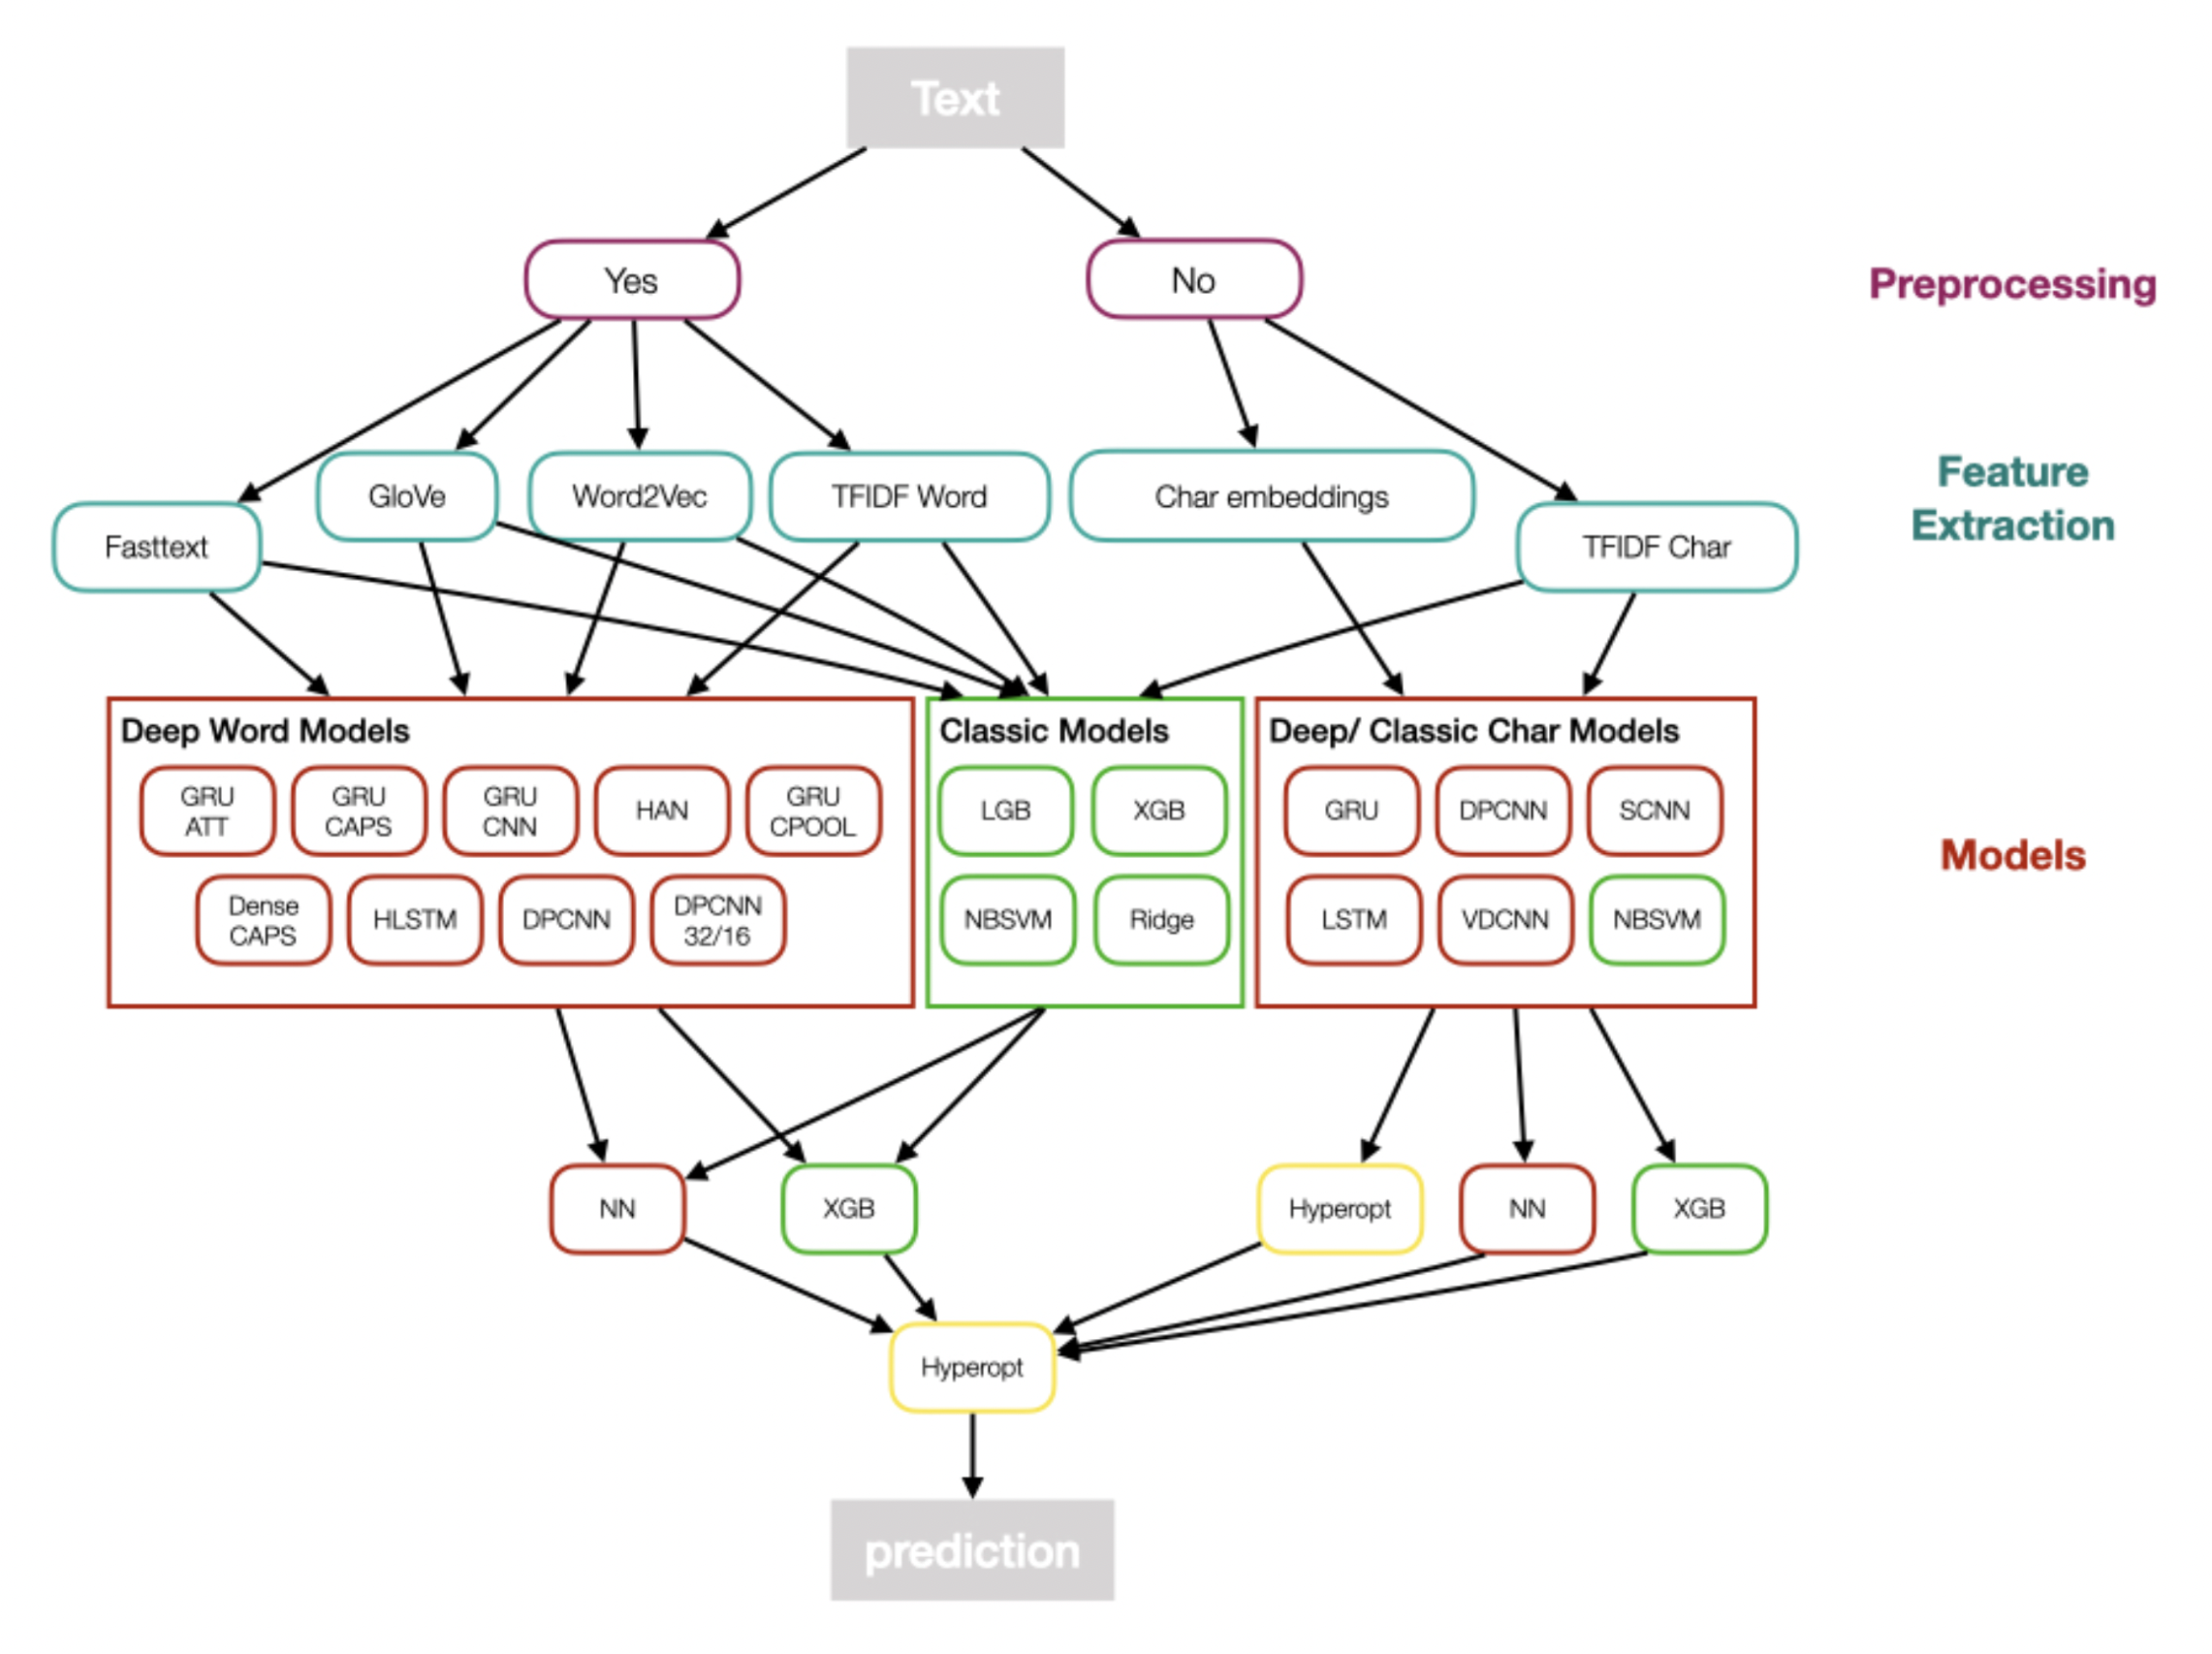 Text
Yes
No
Preprocessing
Feature
Extraction
GloVe
Word2Vec
TFIDF Word
Char embeddings
Fasttext
TFIDF Char
Deep Word Models
GRU
ATT
GRU
CAPS
GRU
CNN
HAN
GRU
CPOOL
Dense
CAPS
HLSTM
DPCNN
DPCNN
32/16
Classic Models
LGB
XGB
NBSVM
Ridge
Deep/ Classic Char Models
GRU
DPCNN
SCNN
LSTM
VDCNN
NBSVM
Models
NN
XGB
Hyperopt
NN
XGB
Hyperopt
prediction